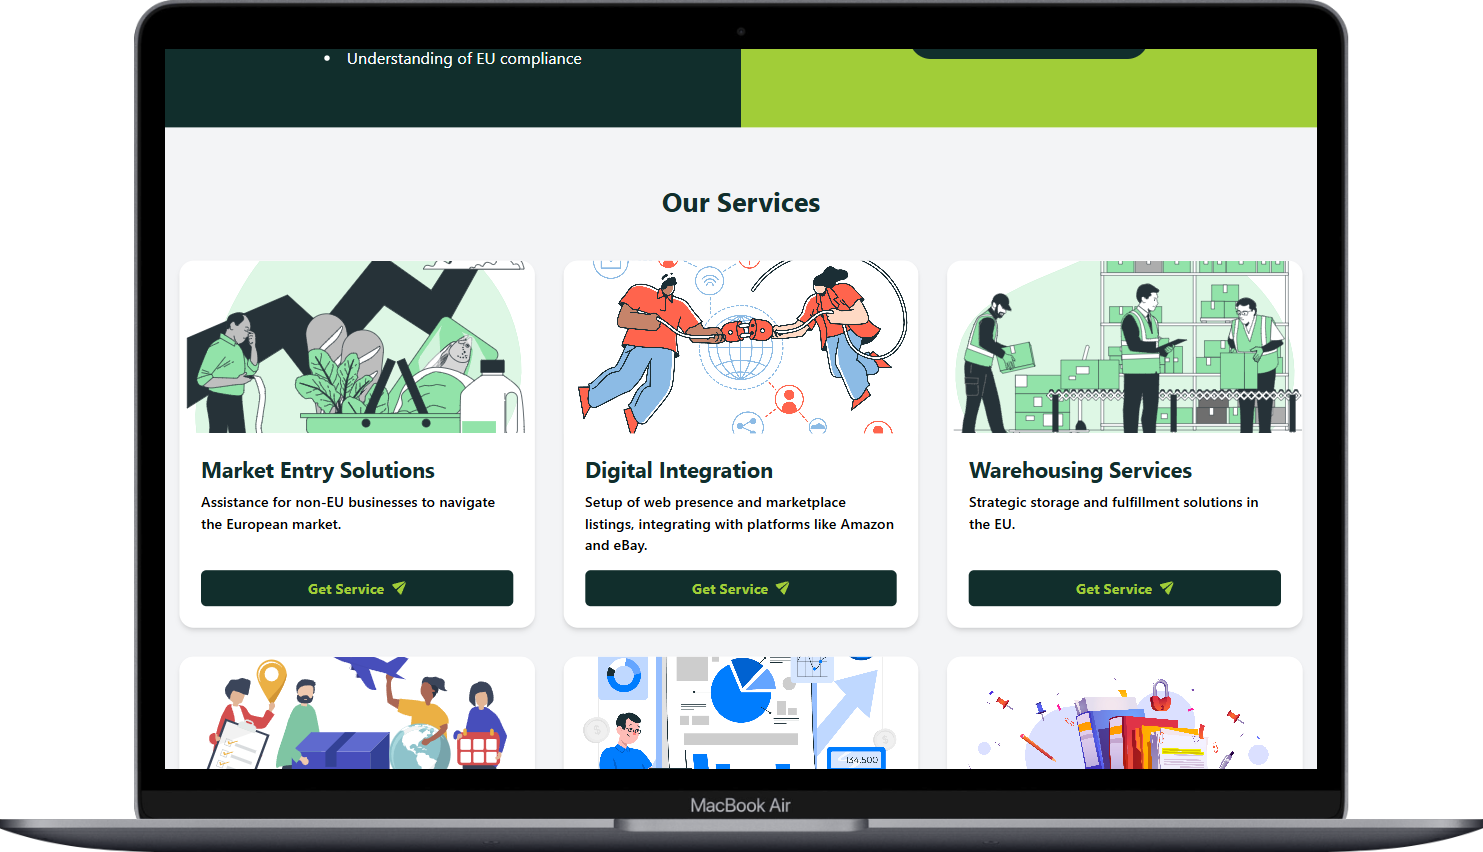 Understanding of EU compliance
Our Services
Market Entry Solutions
Assistance for non-EU businesses to navigate
the European market.
Get Service
Digital Integration
Setup of web presence and marketplace
listings, integrating with platforms like Amazon
and eBay.
Get Service
Warehousing Services
Strategic storage and fulfillment solutions in
the EU.
Get Service
134.500
MacBook Air